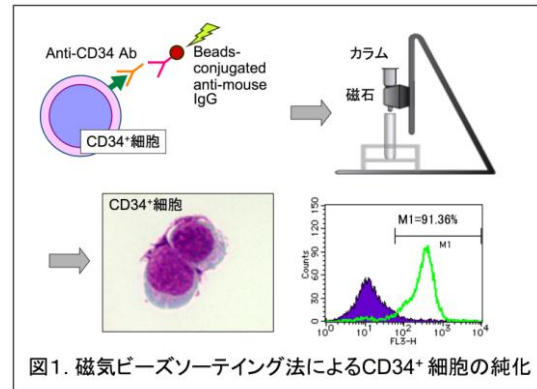 Anti-CD34 Ab
Beads-
conjugated
anti-mouse
IgG
CD34⁺細胞
カラム
磁石
CD34⁺細胞
M1=91.36%
M1
Counts
150
120
90
60
30
0
10⁰ 10¹ 10² 10³ 10⁴
FL3-H
図1. 磁気ビーズソーテイング法によるCD34⁺ 細胞の純化